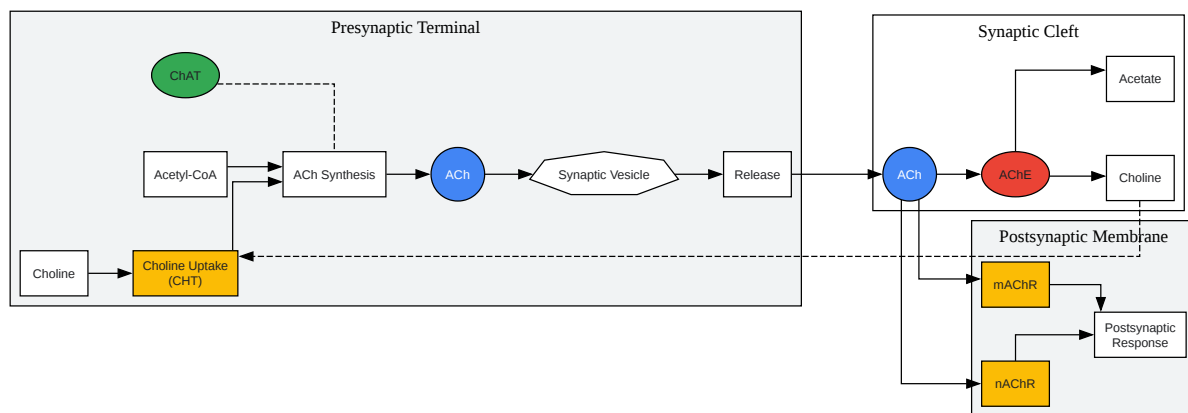 Presynaptic Terminal
Synaptic Cleft
ChAT
Acetate
Acetyl-CoA
ACh Synthesis
ACh
Synaptic Vesicle
Release
ACh
AChE
Choline
Postsynaptic Membrane
Choline
Choline Uptake
(CHT)
mAChR
Postsynaptic
Response
nAChR